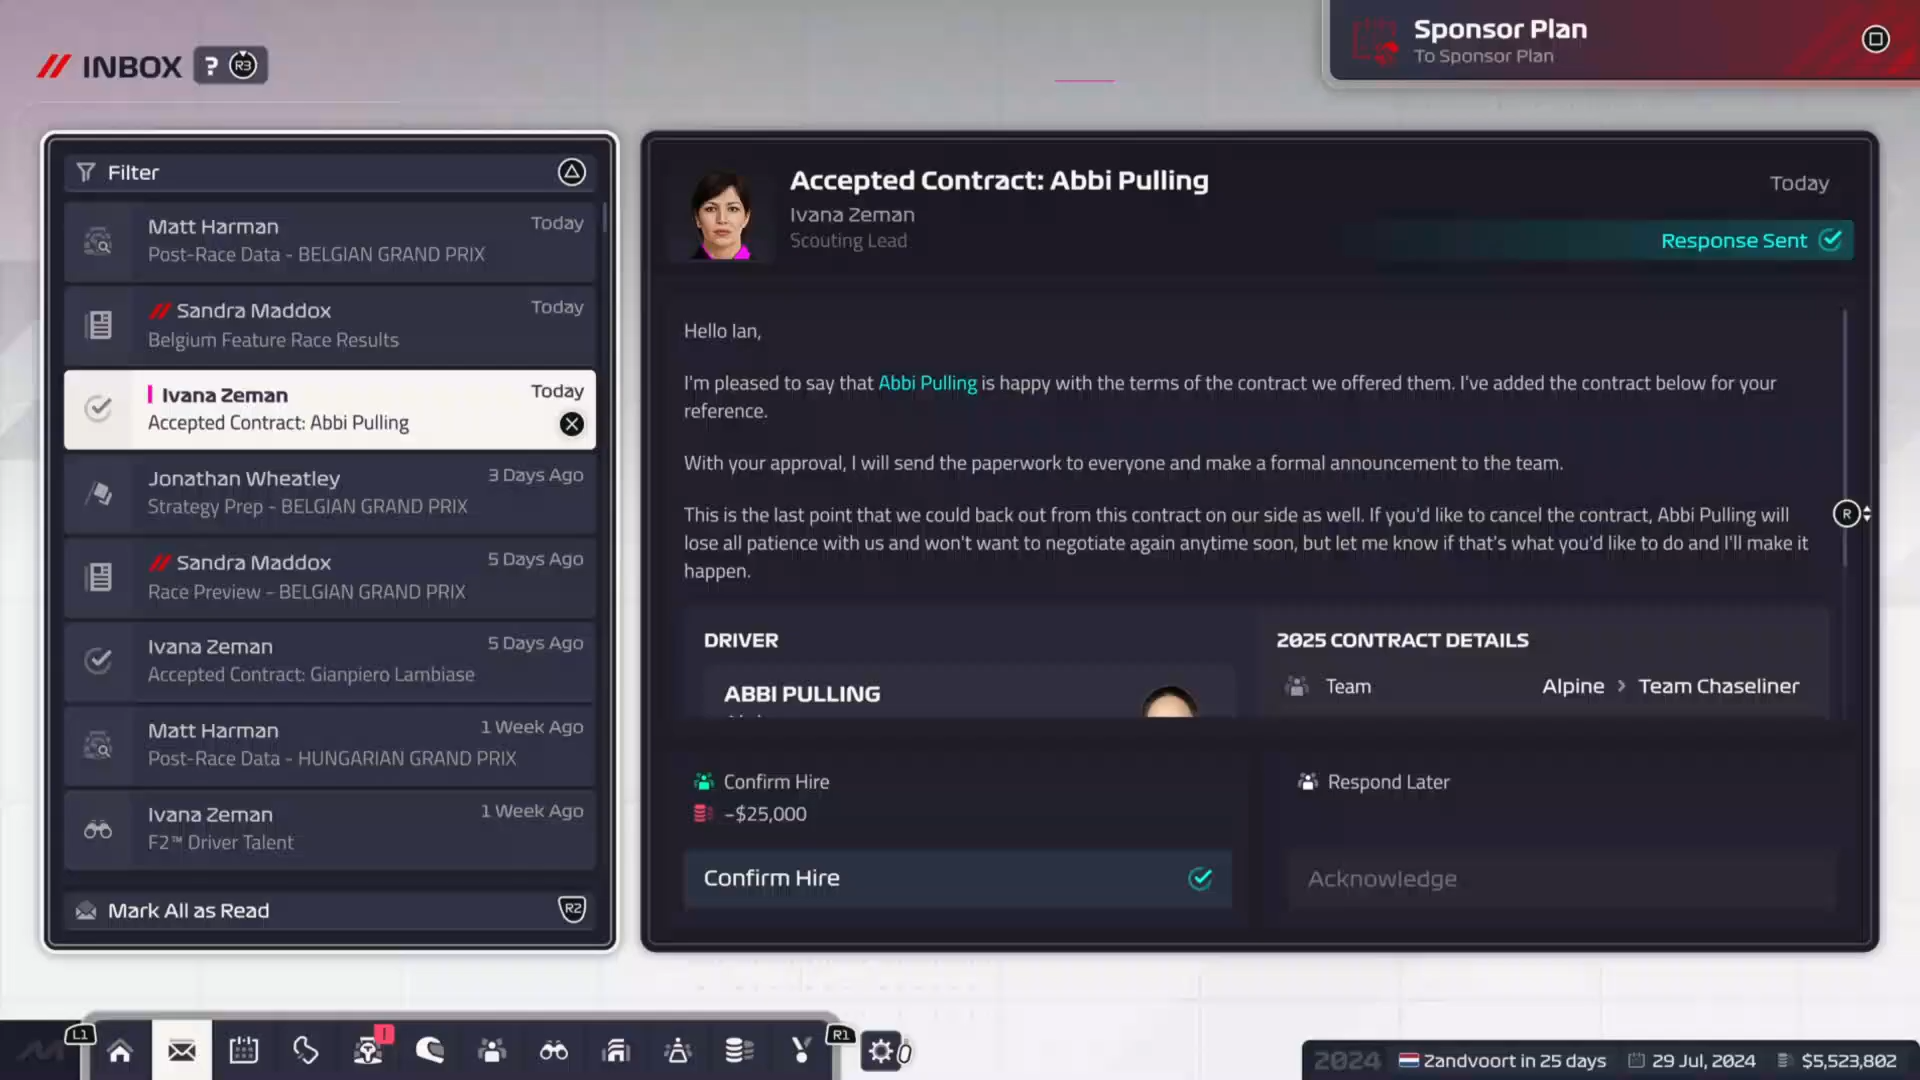 INBOX ? R3
Sponsor Plan
To Sponsor Plan
Filter
Matt Harman Today
Post-Race Data - BELGIAN GRAND PRIX
Sandra Maddox Today
Belgium Feature Race Results
Ivana Zeman Today
Accepted Contract: Abbi Pulling
Jonathan Wheatley 3 Days Ago
Strategy Prep - BELGIAN GRAND PRIX
Sandra Maddox 5 Days Ago
Race Preview - BELGIAN GRAND PRIX
Ivana Zeman 5 Days Ago
Accepted Contract: Gianpiero Lambiase
Matt Harman 1 Week Ago
Post-Race Data - HUNGARIAN GRAND PRIX
Ivana Zeman 1 Week Ago
F2™ Driver Talent
Mark All as Read R2
Accepted Contract: Abbi Pulling Today
Ivana Zeman
Scouting Lead
Response Sent
Hello Ian,
I'm pleased to say that Abbi Pulling is happy with the terms of the contract we offered them. I've added the contract below for your
reference.
With your approval, I will send the paperwork to everyone and make a formal announcement to the team.
This is the last point that we could back out from this contract on our side as well. If you'd like to cancel the contract, Abbi Pulling will
lose all patience with us and won't want to negotiate again anytime soon, but let me know if that's what you'd like to do and I'll make it
happen.
R
DRIVER
ABBI PULLING
2025 CONTRACT DETAILS
Team Alpine > Team Chaseliner
Confirm Hire
-$25,000
Confirm Hire
Respond Later
Acknowledge
L1 ! R1
2024 Zandvoort in 25 days 29 Jul, 2024 $5,523,802